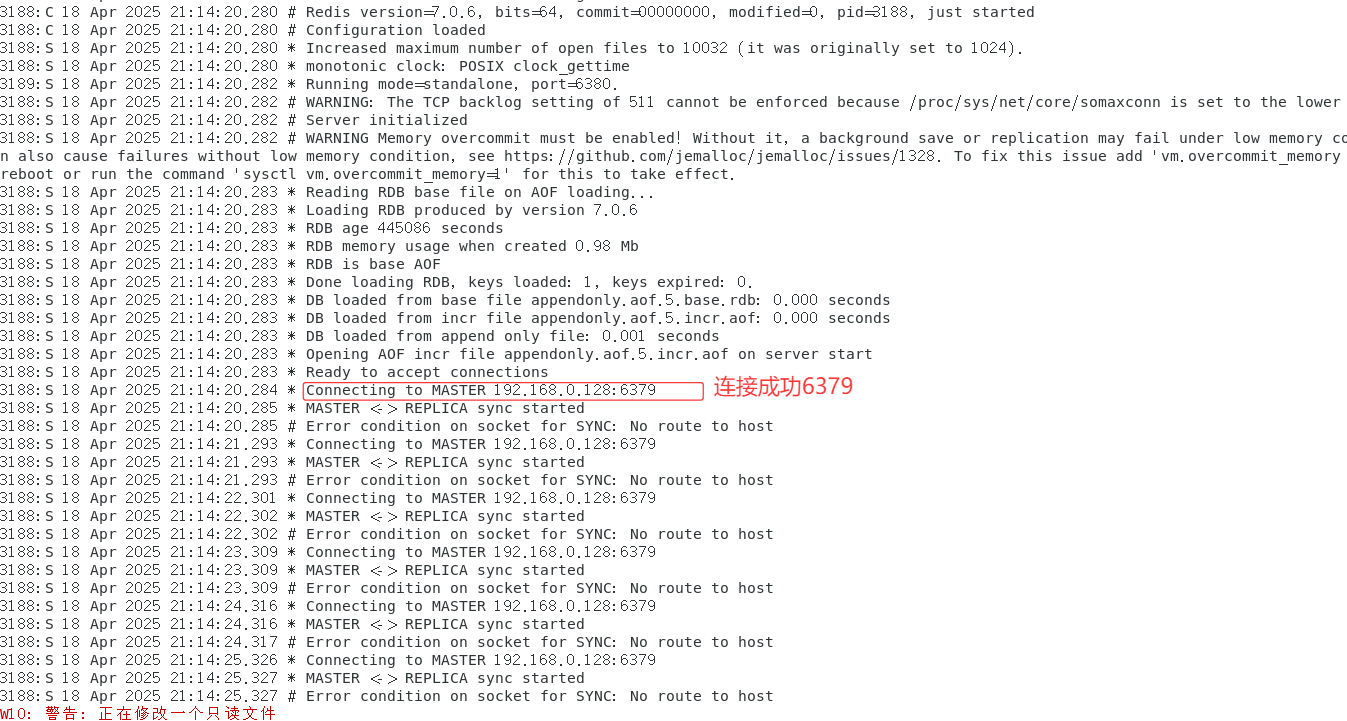 3188:C 18 Apr 2025 21:14:20.280 # Redis version=7.0.6, bits=64, commit=00000000, modified=0, pid=3188, just started
3188:C 18 Apr 2025 21:14:20.280 # Configuration loaded
3188:S 18 Apr 2025 21:14:20.280 * Increased maximum number of open files to 10032 (it was originally set to 1024).
3188:S 18 Apr 2025 21:14:20.280 * monotonic clock: POSIX clock_gettime
3189:S 18 Apr 2025 21:14:20.282 * Running mode=standalone, port=6380.
3188:S 18 Apr 2025 21:14:20.282 # WARNING: The TCP backlog setting of 511 cannot be enforced because /proc/sys/net/core/somaxconn is set to the lower
3188:S 18 Apr 2025 21:14:20.282 # Server initialized
3188:S 18 Apr 2025 21:14:20.282 # WARNING Memory overcommit must be enabled! Without it, a background save or replication may fail under low memory co
n also cause failures without low memory condition, see https://github.com/jemalloc/jemalloc/issues/1328. To fix this issue add 'vm.overcommit_memory
reboot or run the command 'sysctl vm.overcommit_memory=1' for this to take effect.
3188:S 18 Apr 2025 21:14:20.283 * Reading RDB base file on AOF loading...
3188:S 18 Apr 2025 21:14:20.283 * Loading RDB produced by version 7.0.6
3188:S 18 Apr 2025 21:14:20.283 * RDB age 445086 seconds
3188:S 18 Apr 2025 21:14:20.283 * RDB memory usage when created 0.98 Mb
3188:S 18 Apr 2025 21:14:20.283 * RDB is base AOF
3188:S 18 Apr 2025 21:14:20.283 * Done loading RDB, keys loaded: 1, keys expired: 0.
3188:S 18 Apr 2025 21:14:20.283 * DB loaded from base file appendonly.aof.5.base.rdb: 0.000 seconds
3188:S 18 Apr 2025 21:14:20.283 * DB loaded from incr file appendonly.aof.5.incr.aof: 0.000 seconds
3188:S 18 Apr 2025 21:14:20.283 * DB loaded from append only file: 0.001 seconds
3188:S 18 Apr 2025 21:14:20.283 * Opening AOF incr file appendonly.aof.5.incr.aof on server start
3188:S 18 Apr 2025 21:14:20.283 * Ready to accept connections
3188:S 18 Apr 2025 21:14:20.284 * Connecting to MASTER 192.168.0.128:6379 连接成功6379
3188:S 18 Apr 2025 21:14:20.285 * MASTER <-> REPLICA sync started
3188:S 18 Apr 2025 21:14:20.285 # Error condition on socket for SYNC: No route to host
3188:S 18 Apr 2025 21:14:21.293 * Connecting to MASTER 192.168.0.128:6379
3188:S 18 Apr 2025 21:14:21.293 * MASTER <-> REPLICA sync started
3188:S 18 Apr 2025 21:14:21.293 # Error condition on socket for SYNC: No route to host
3188:S 18 Apr 2025 21:14:22.301 * Connecting to MASTER 192.168.0.128:6379
3188:S 18 Apr 2025 21:14:22.302 * MASTER <-> REPLICA sync started
3188:S 18 Apr 2025 21:14:22.302 # Error condition on socket for SYNC: No route to host
3188:S 18 Apr 2025 21:14:23.309 * Connecting to MASTER 192.168.0.128:6379
3188:S 18 Apr 2025 21:14:23.309 * MASTER <-> REPLICA sync started
3188:S 18 Apr 2025 21:14:23.309 # Error condition on socket for SYNC: No route to host
3188:S 18 Apr 2025 21:14:24.316 * Connecting to MASTER 192.168.0.128:6379
3188:S 18 Apr 2025 21:14:24.316 * MASTER <-> REPLICA sync started
3188:S 18 Apr 2025 21:14:24.317 # Error condition on socket for SYNC: No route to host
3188:S 18 Apr 2025 21:14:25.326 * Connecting to MASTER 192.168.0.128:6379
3188:S 18 Apr 2025 21:14:25.327 * MASTER <-> REPLICA sync started
3188:S 18 Apr 2025 21:14:25.327 # Error condition on socket for SYNC: No route to host
W10: 警告: 正在修改一个只读文件